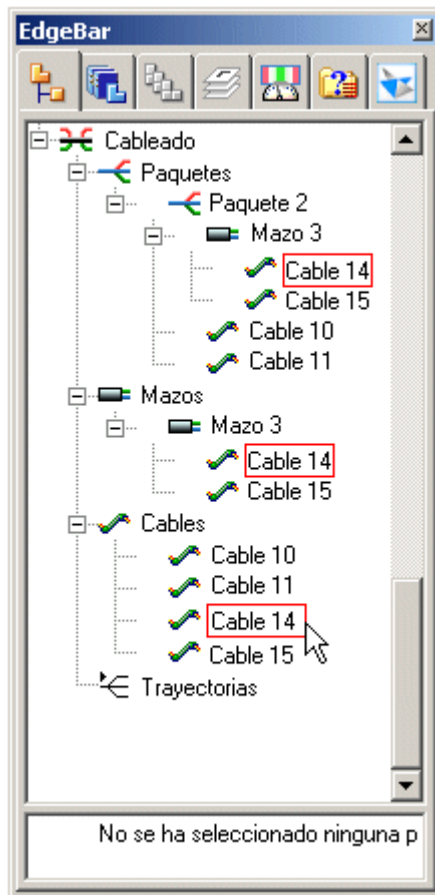 EdgeBar
Cableado
Paquetes
Paquete 2
Mazo 3
Cable 14
Cable 15
Cable 10
Cable 11
Mazos
Mazo 3
Cable 14
Cable 15
Cables
Cable 10
Cable 11
Cable 14
Cable 15
Trayectorias
No se ha seleccionado ninguna p